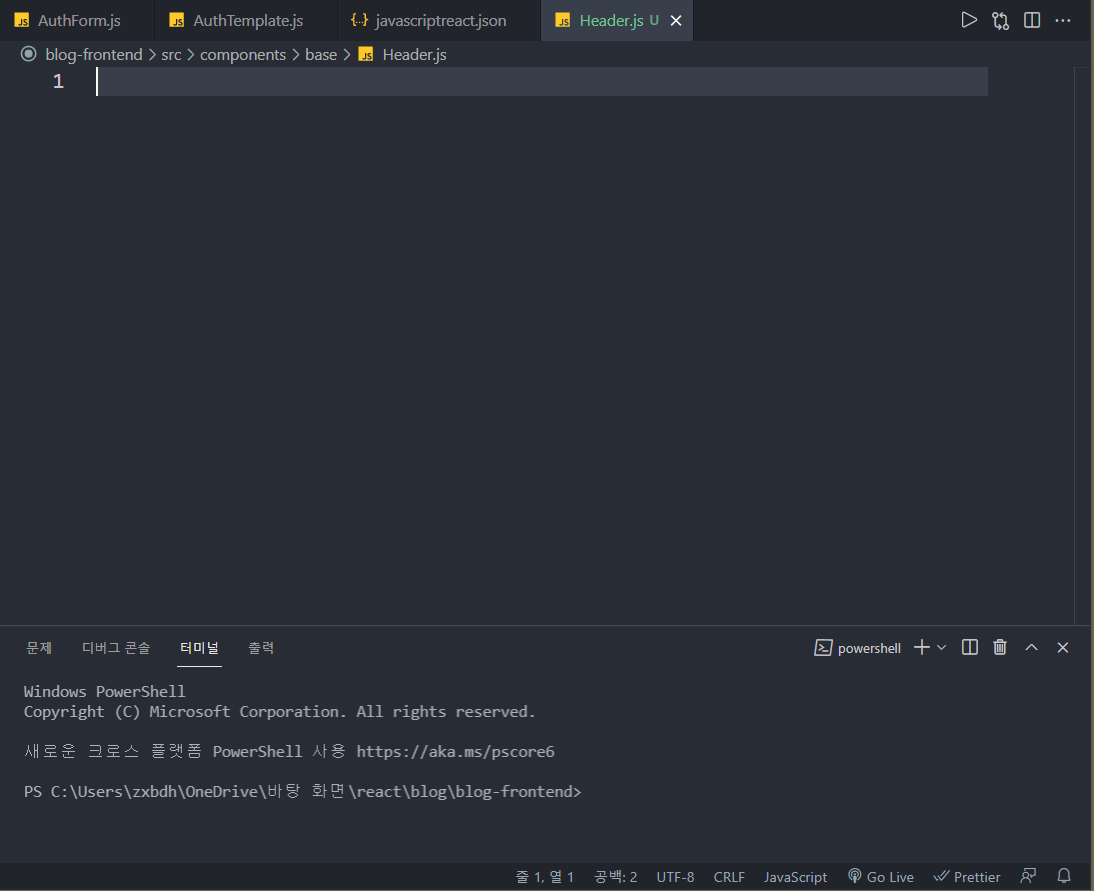 JS AuthForm.js JS AuthTemplate.js {..} javascriptreact.json JS Header.js U
blog-frontend > src > components > base > JS Header.js
1
문제 디버그 콘솔 터미널 출력 powershell
Windows PowerShell
Copyright (C) Microsoft Corporation. All rights reserved.
새로운 크로스 플랫폼 PowerShell 사용 https://aka.ms/pscore6
PS C:\Users\zxbdh\OneDrive\바탕 화면\react\blog\blog-frontend>
줄 1, 열 1 공백: 2 UTF-8 CRLF JavaScript Go Live Prettier